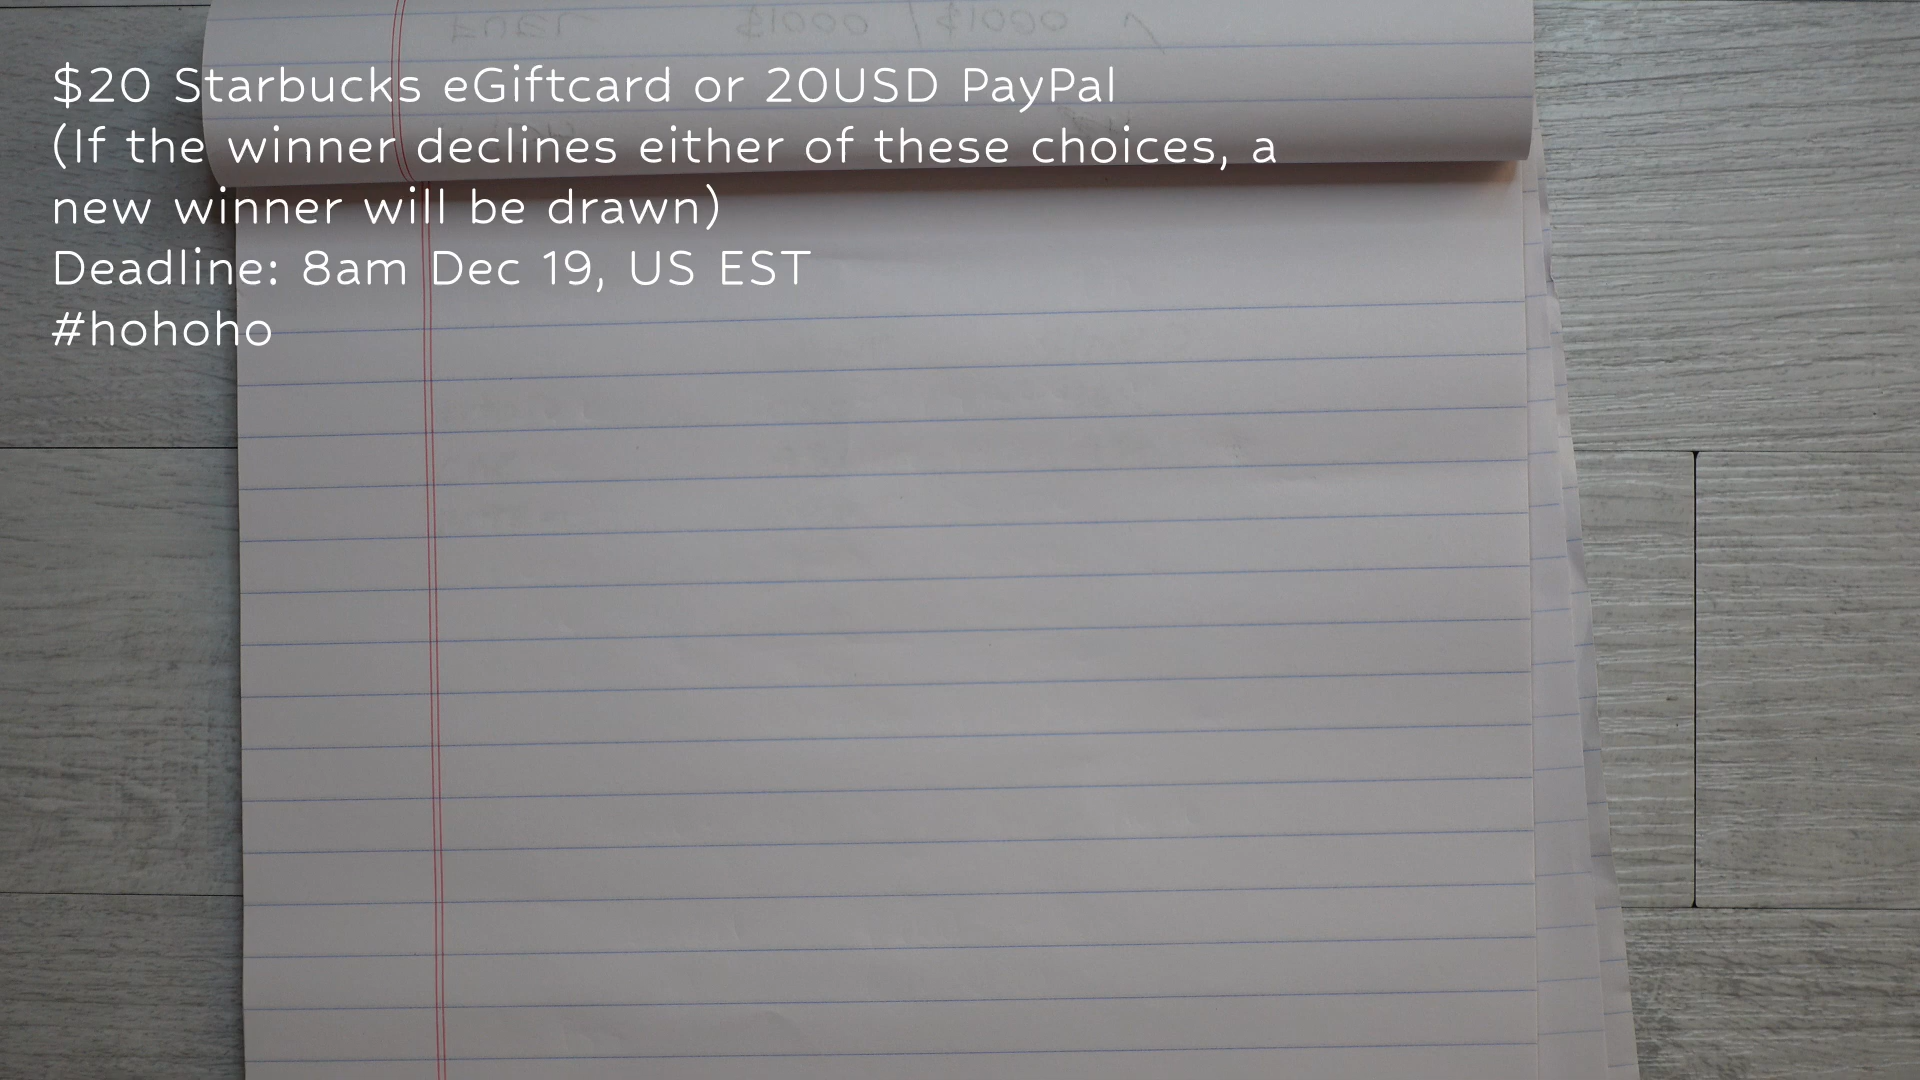 $20 Starbucks eGiftcard or 20USD PayPal
(If the winner declines either of these choices, a
new winner will be drawn)
Deadline: 8am Dec 19, US EST
#hohoho